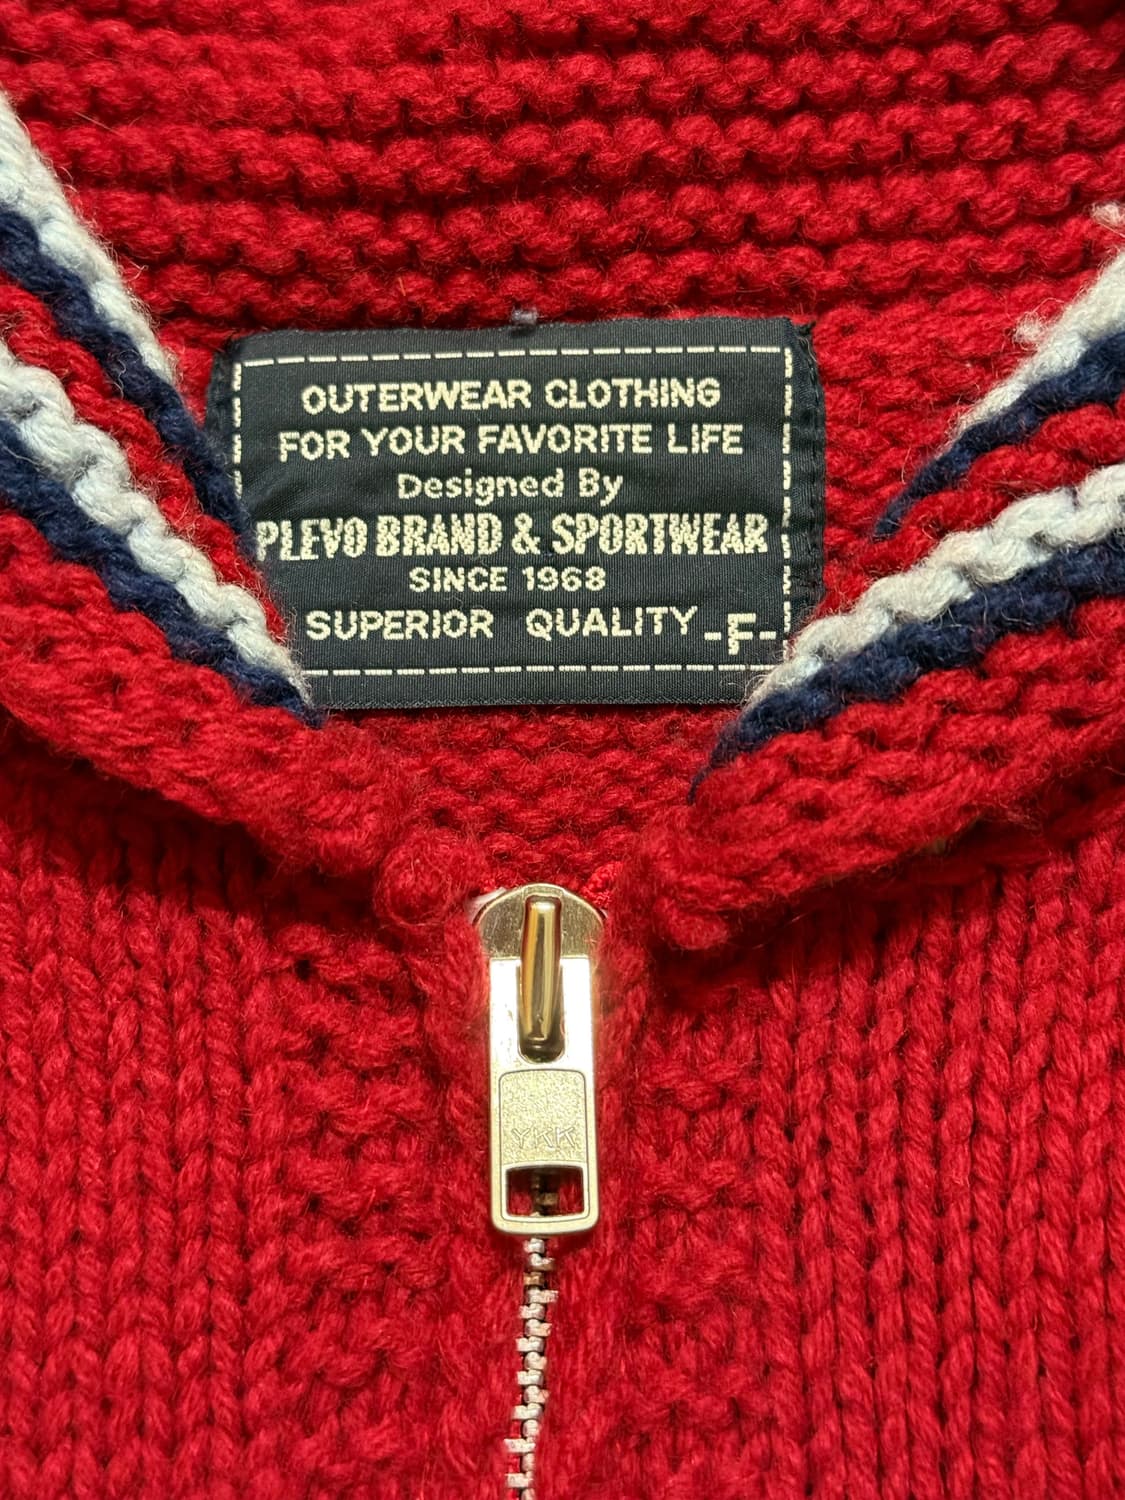 OUTERWEAR CLOTHING
FOR YOUR FAVORITE LIFE
Designed By
PLEVO BRAND & SPORTWEAR
SINCE 1968
SUPERIOR QUALITY -F-
YKK